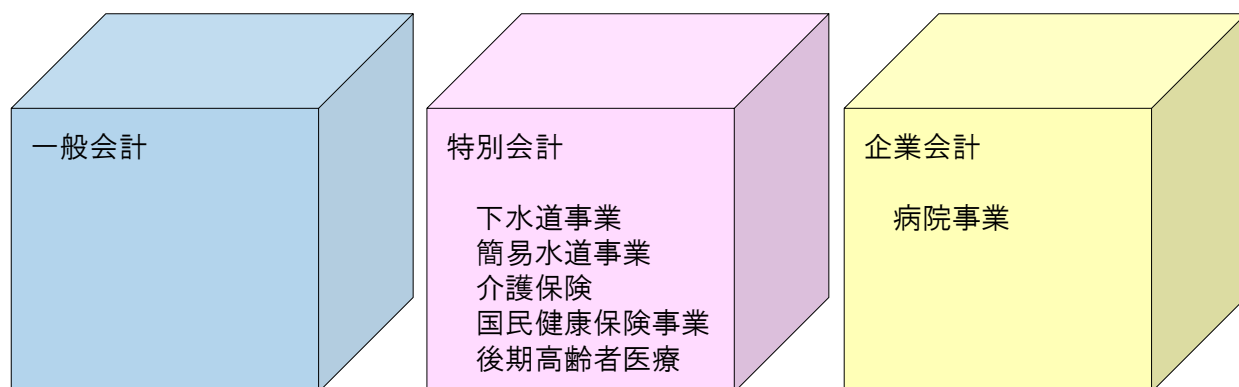 一般会計
特別会計
下水道事業
簡易水道事業
介護保険
国民健康保険事業
後期高齢者医療
企業会計
病院事業